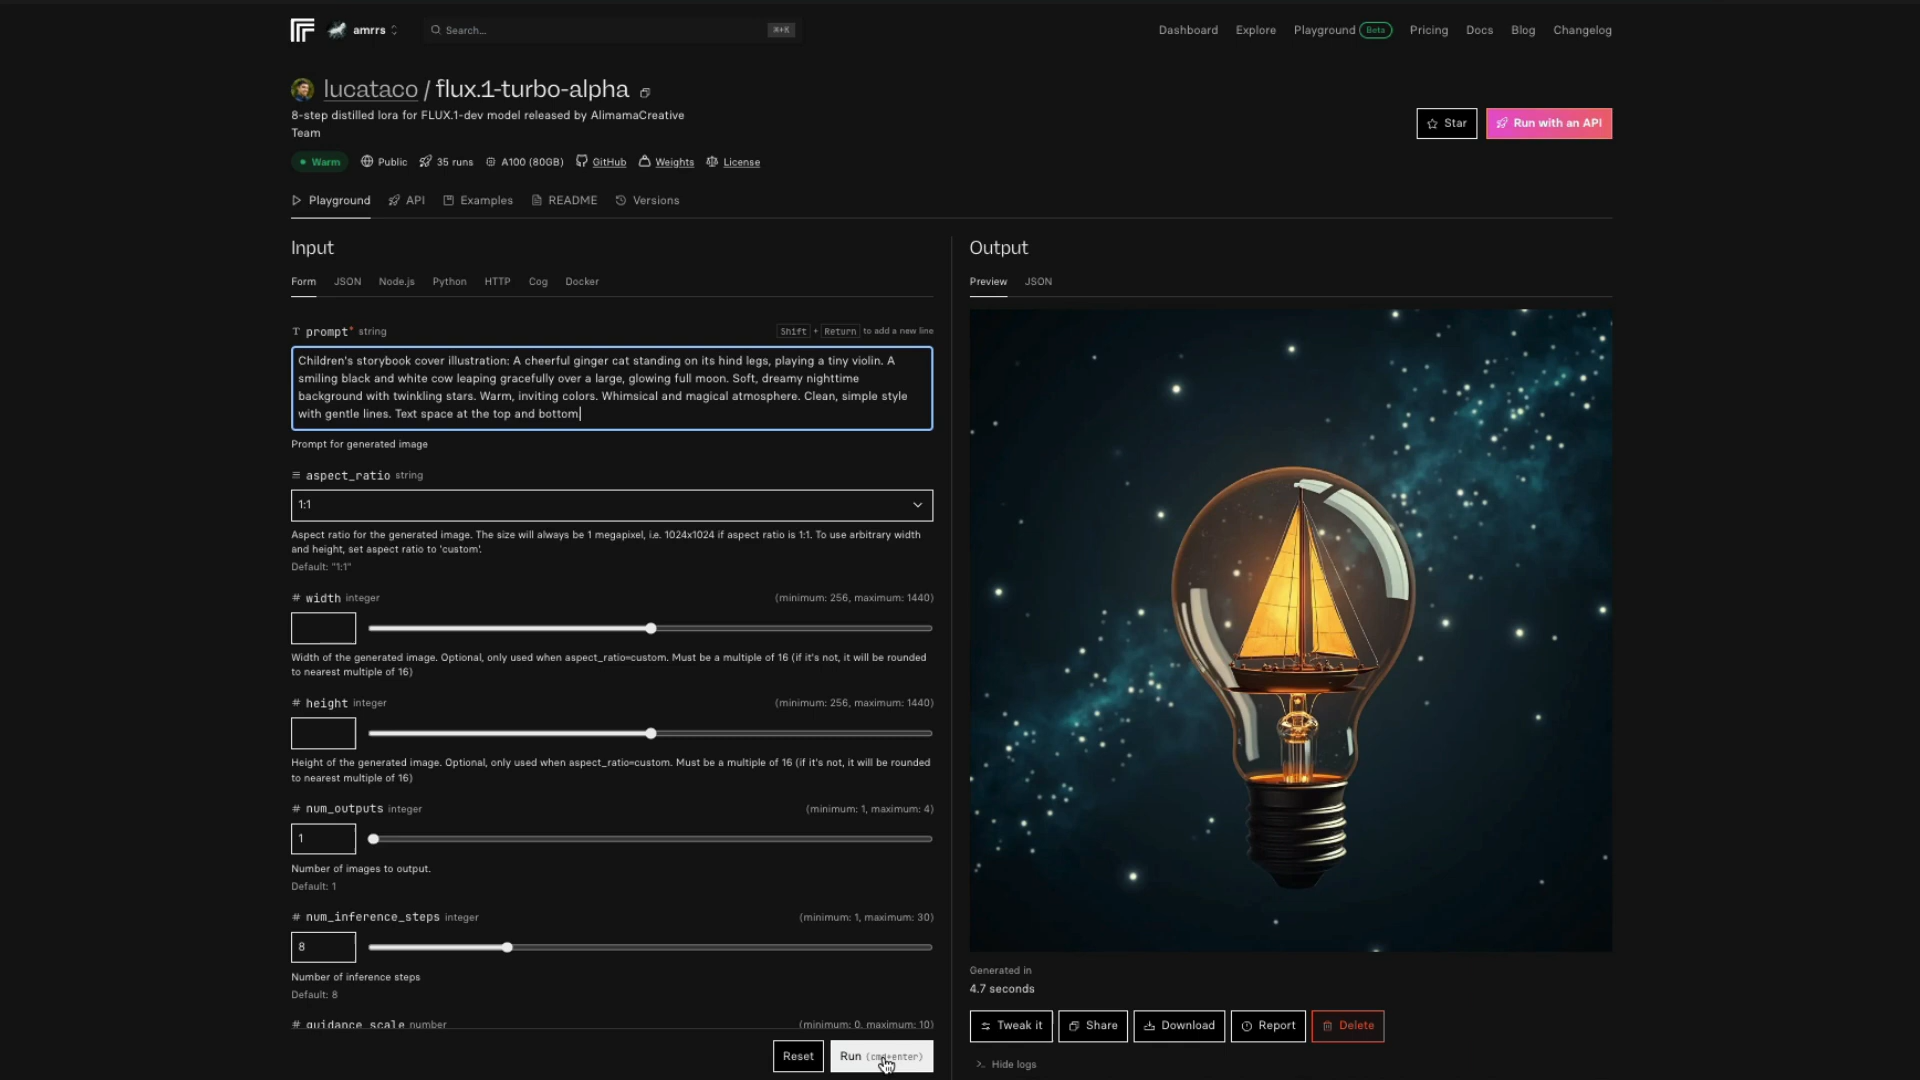 amrrs
Search...
⌘+K
Dashboard
Explore
Playground Beta
Pricing
Docs
Blog
Changelog
lucataco / flux.1-turbo-alpha
8-step distilled lora for FLUX.1-dev model released by AlimamaCreative
Team
Star
Run with an API
Warm
Public
35 runs
A100 (80GB)
GitHub
Weights
License
Playground
API
Examples
README
Versions
Input
Form
JSON
Node.js
Python
HTTP
Cog
Docker
T prompt* string
Shift + Return to add a new line
Children's storybook cover illustration: A cheerful ginger cat standing on its hind legs, playing a tiny violin. A
smiling black and white cow leaping gracefully over a large, glowing full moon. Soft, dreamy nighttime
background with twinkling stars. Warm, inviting colors. Whimsical and magical atmosphere. Clean, simple style
with gentle lines. Text space at the top and bottom
Prompt for generated image
aspect_ratio string
1:1
Aspect ratio for the generated image. The size will always be 1 megapixel, i.e. 1024x1024 if aspect ratio is 1:1. To use arbitrary width
and height, set aspect ratio to 'custom'.
Default: "1:1"
# width integer
(minimum: 256, maximum: 1440)
Width of the generated image. Optional, only used when aspect_ratio=custom. Must be a multiple of 16 (if it's not, it will be rounded
to nearest multiple of 16)
# height integer
(minimum: 256, maximum: 1440)
Height of the generated image. Optional, only used when aspect_ratio=custom. Must be a multiple of 16 (if it's not, it will be rounded
to nearest multiple of 16)
# num_outputs integer
(minimum: 1, maximum: 4)
1
Number of images to output.
Default: 1
# num_inference_steps integer
(minimum: 1, maximum: 30)
8
Number of inference steps
Default: 8
# guidance_scale number
(minimum: 0, maximum: 10)
Reset
Run (cmd+enter)
Output
Preview
JSON
Generated in
4.7 seconds
Tweak it
Share
Download
Report
Delete
Hide logs